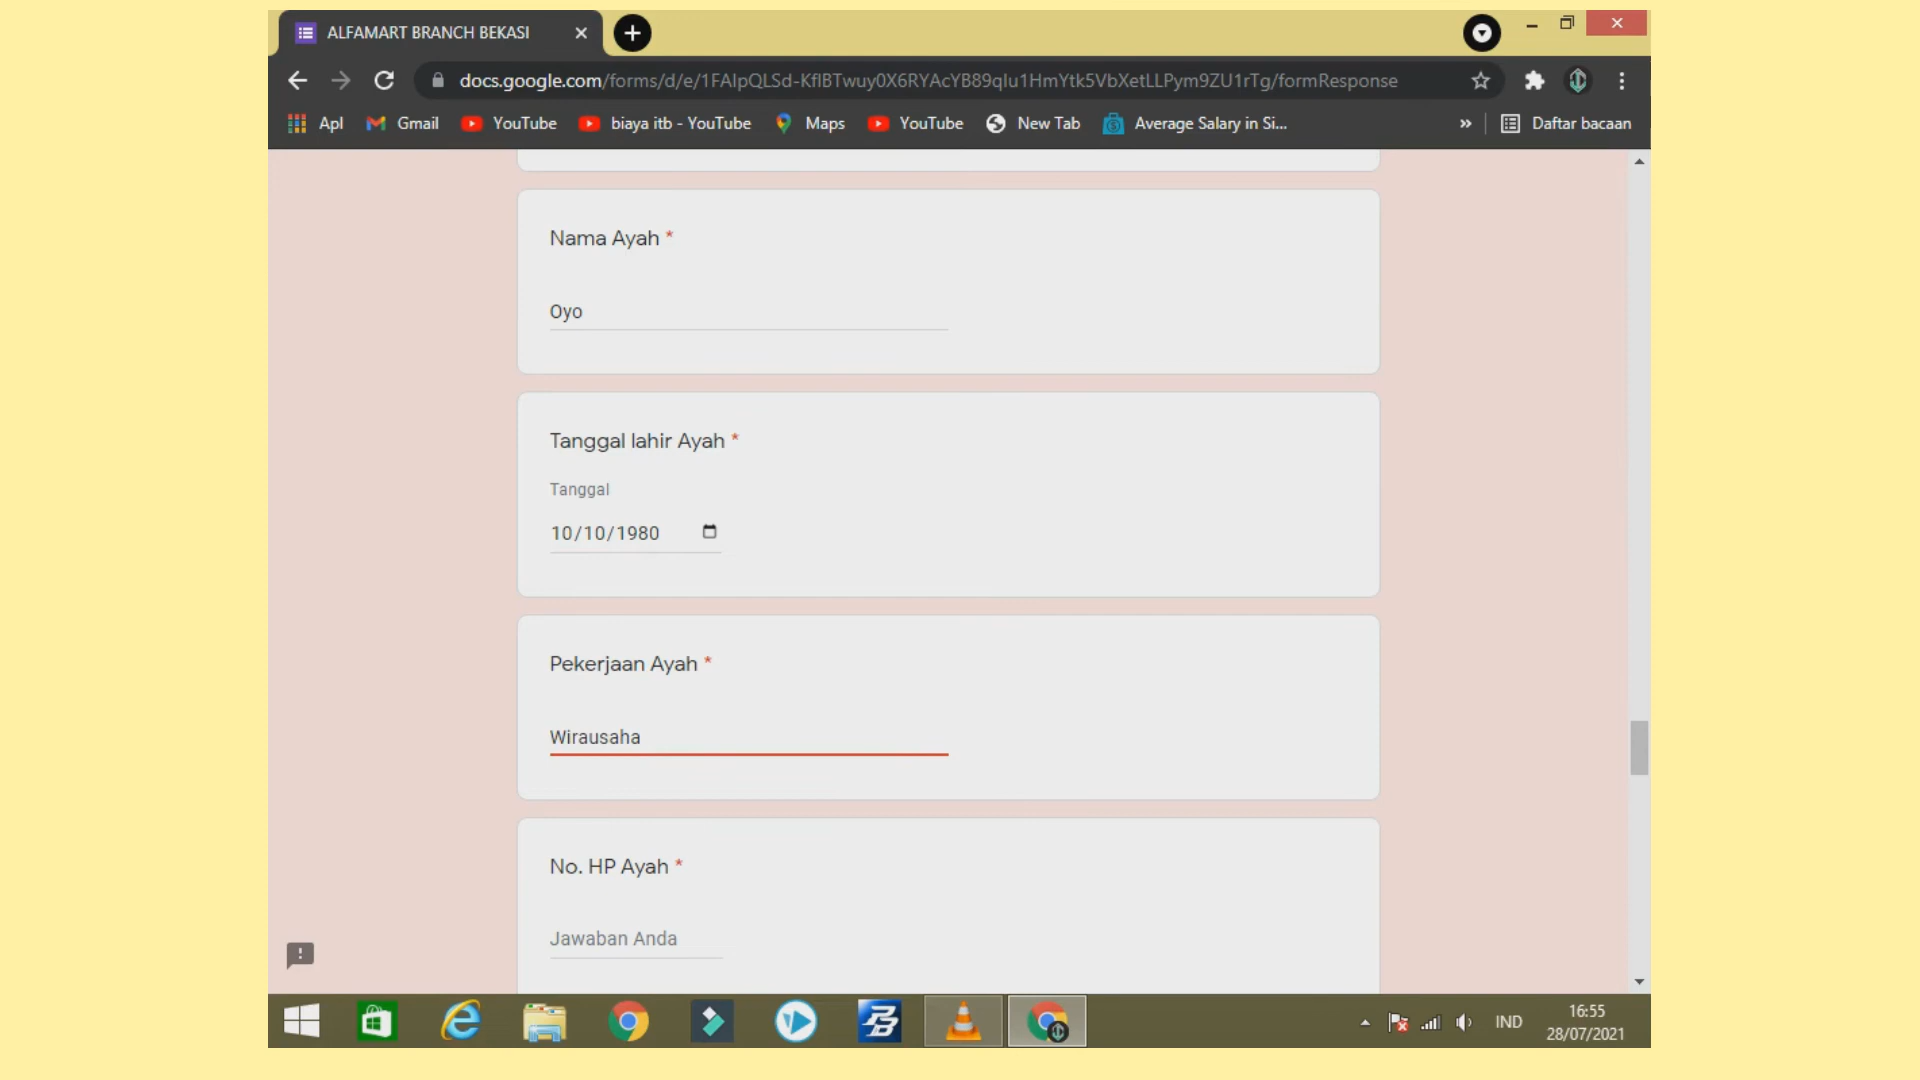 ALFAMART BRANCH BEKASI
docs.google.com/forms/d/e/1FAIpQLSd-KfIBTwuy0X6RYAcYB89qIu1HmYtk5VbXetLLPym9ZU1rTg/formResponse
Apl Gmail YouTube biaya itb - YouTube Maps YouTube New Tab Average Salary in Si... » Daftar bacaan
Nama Ayah *
Oyo
Tanggal lahir Ayah *
Tanggal
10/10/1980
Pekerjaan Ayah *
Wirausaha
No. HP Ayah *
Jawaban Anda
IND
16:55
28/07/2021